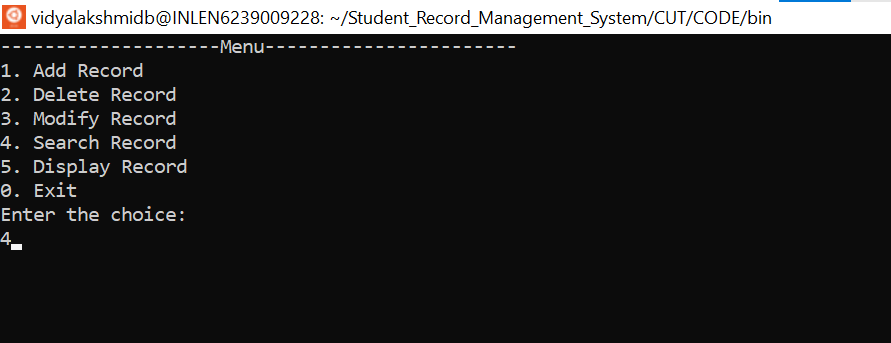 vidyalakshmidb@INLEN6239009228: ~/Student_Record_Management_System/CUT/CODE/bin
--------------------Menu-----------------------
1. Add Record
2. Delete Record
3. Modify Record
4. Search Record
5. Display Record
0. Exit
Enter the choice:
4